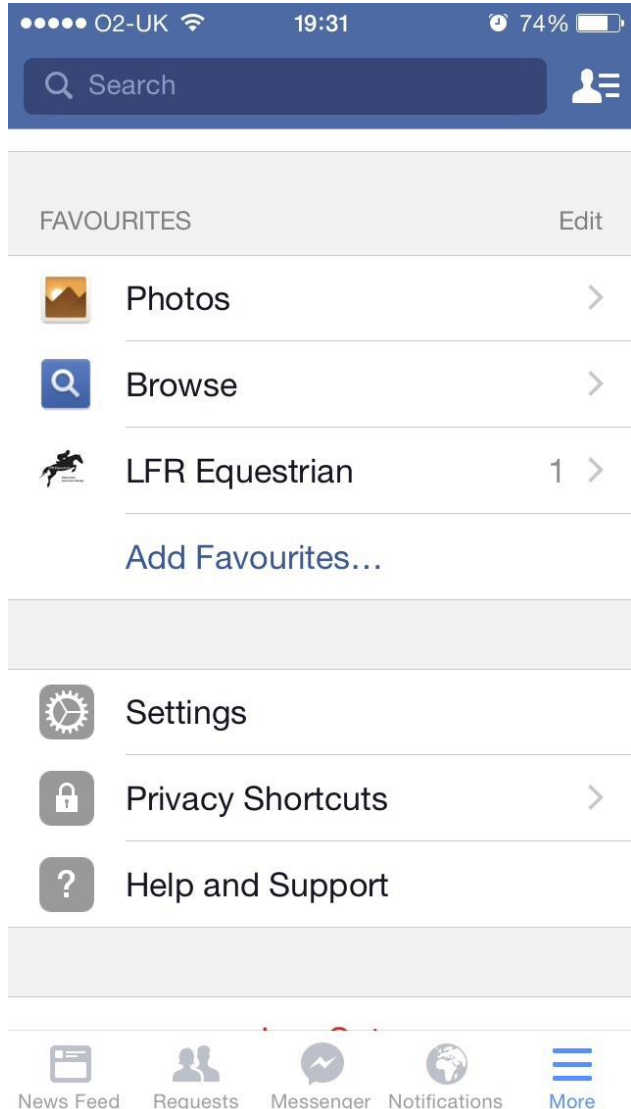 O2-UK 19:31 74%
Search
FAVOURITES Edit
Photos
Browse
LFR Equestrian 1
Add Favourites...
Settings
Privacy Shortcuts
?
Help and Support
News Feed Requests Messenger Notifications More